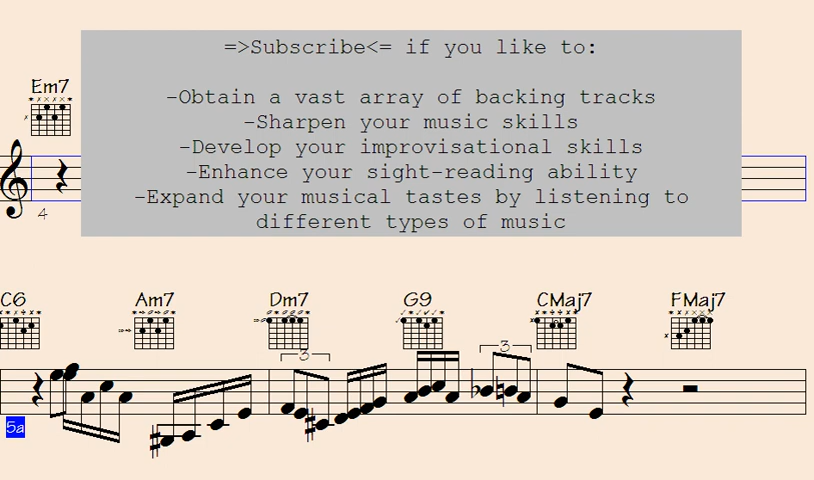 =>Subscribe<= if you like to:
-Obtain a vast array of backing tracks
-Sharpen your music skills
-Develop your improvisational skills
-Enhance your sight-reading ability
-Expand your musical tastes by listening to
different types of music
Em7
4
C6 Am7 Dm7 G9 CMaj7 FMaj7
3 3
5a